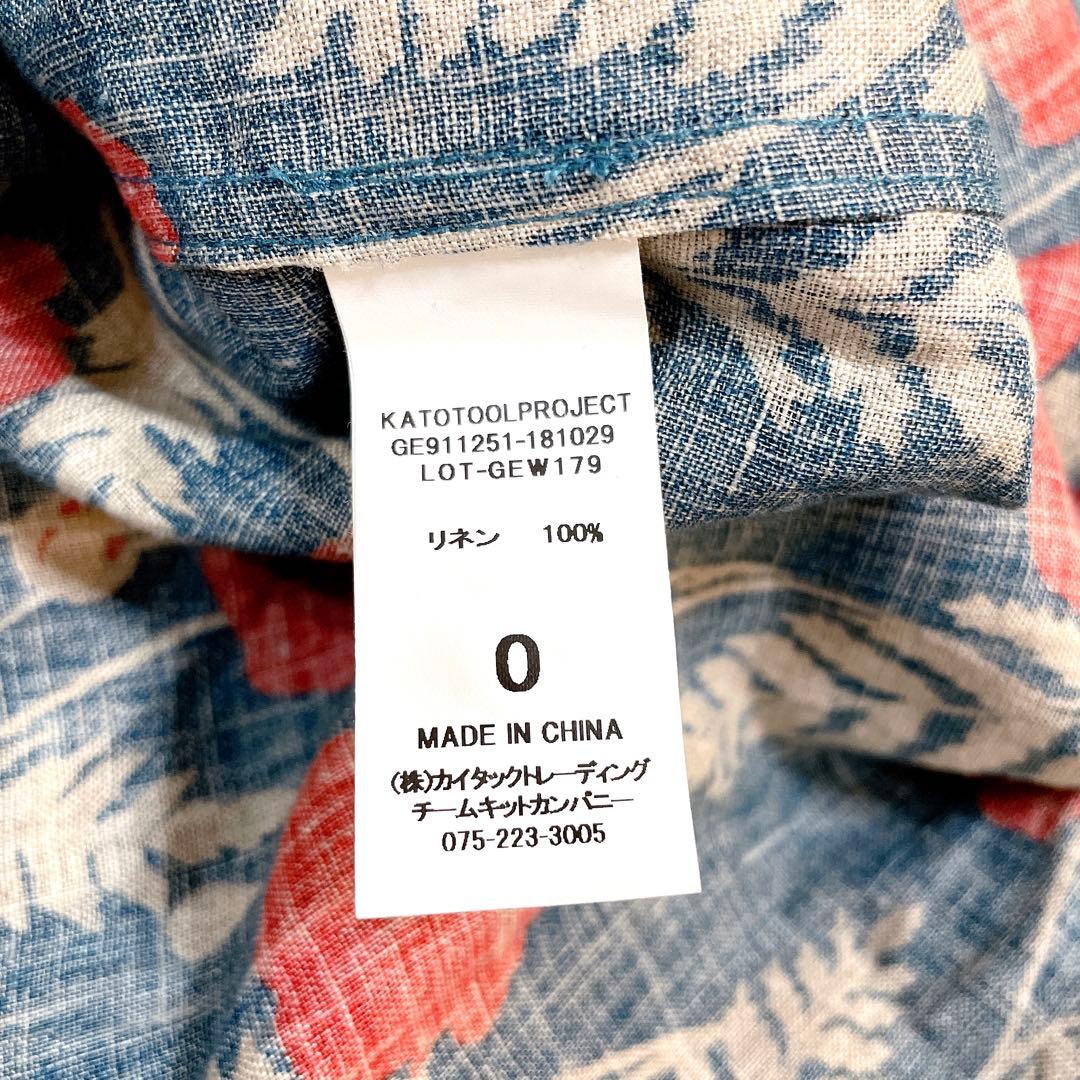 KATOTOOLPROJECT
GE911251-181029
LOT-GEW179
リネン 100%
0
MADE IN CHINA
(株)カイタックトレーディング
チームキットカンパニー
075-223-3005